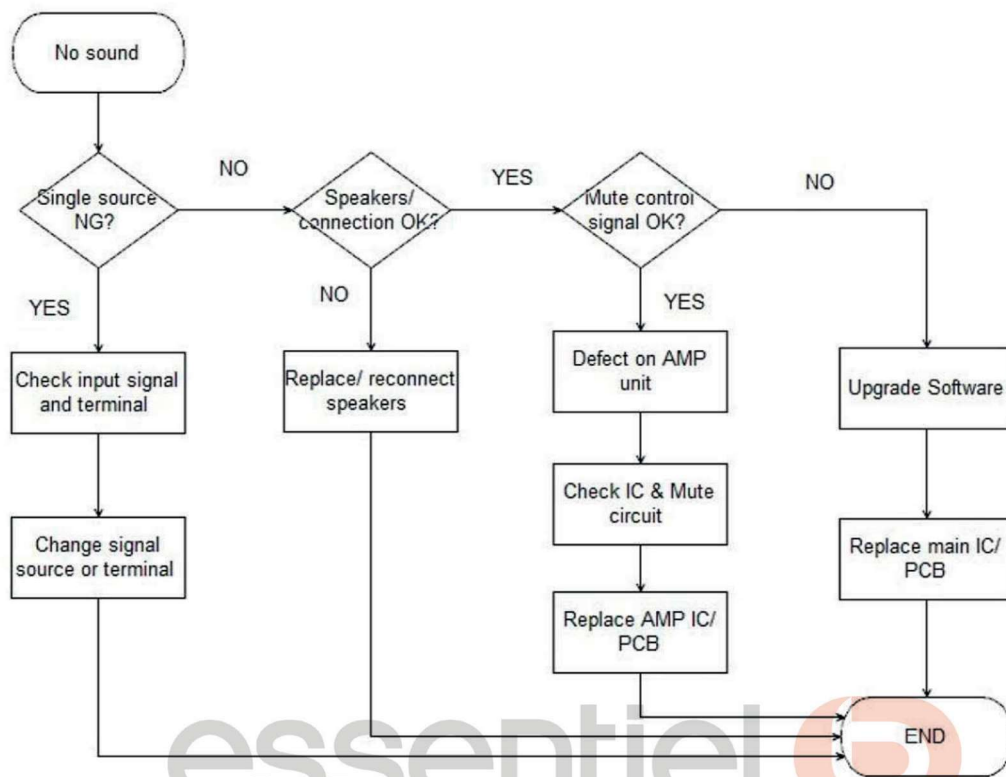 No sound
Single source
NG?
NO
Speakers/
connection OK?
YES
Mute control
signal OK?
NO
YES
NO
YES
Check input signal
and terminal
Replace/ reconnect
speakers
Defect on AMP
unit
Upgrade Software
Check IC & Mute
circuit
Change signal
source or terminal
Replace main IC/
PCB
Replace AMP IC/
PCB
END
essentiel